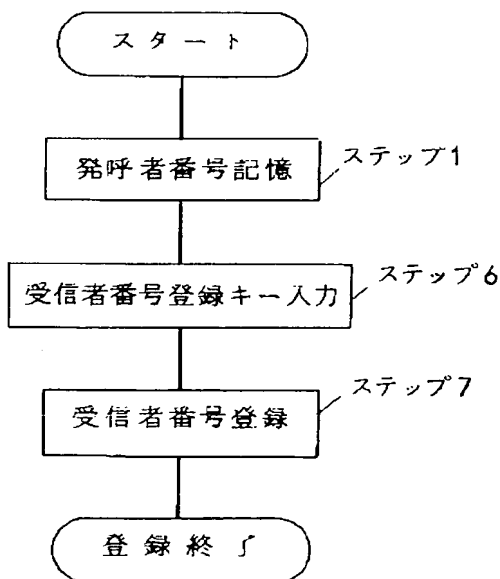 スタート
発呼者番号記憶
ステップ1
受信者番号登録キー入力
ステップ6
受信者番号登録
ステップ7
登録終了